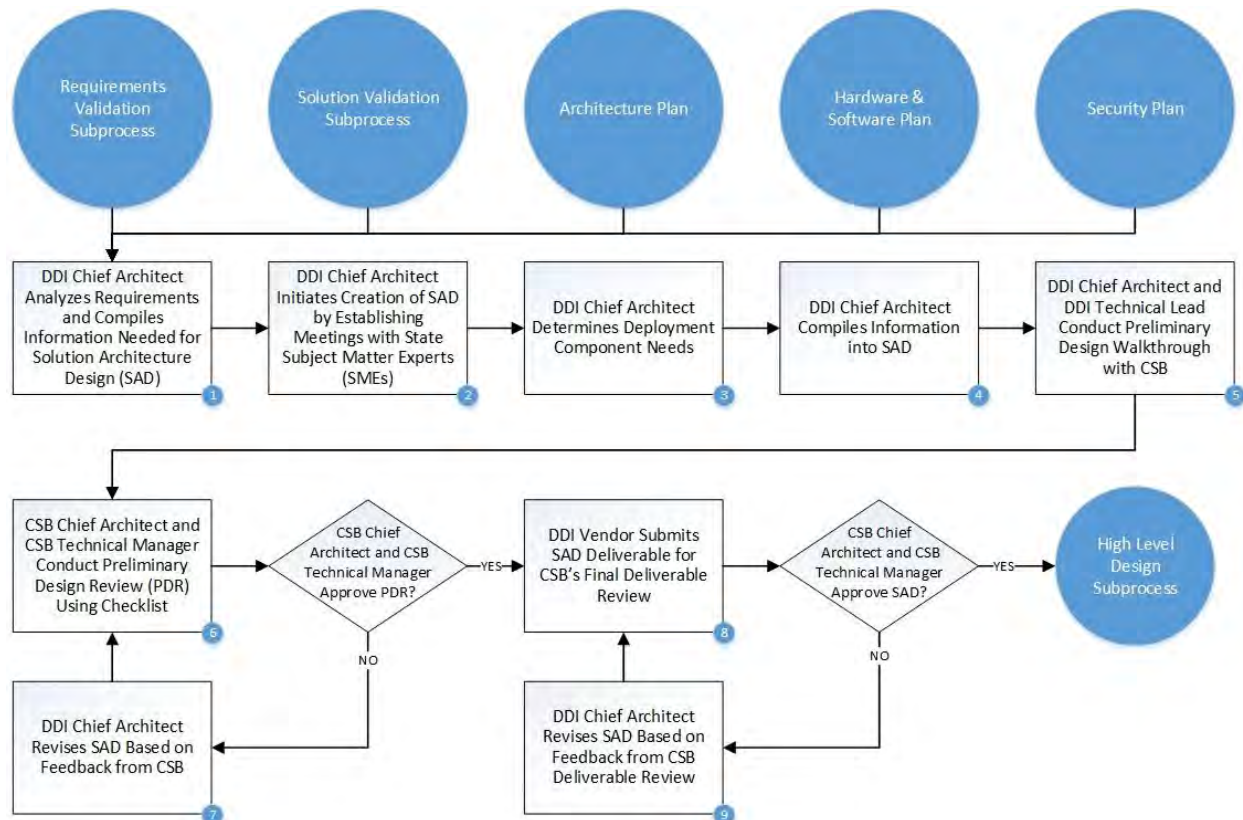 Requirements
Validation
Subprocess
Solution Validation
Subprocess
Architecture Plan
Hardware &
Software Plan
Security Plan
DDI Chief Architect
Analyzes Requirements
and Compiles
Information Needed for
Solution Architecture
Design (SAD)
1
DDI Chief Architect
Initiates Creation of SAD
by Establishing
Meetings with State
Subject Matter Experts
(SMEs)
2
DDI Chief Architect
Determines Deployment
Component Needs
3
DDI Chief Architect
Compiles Information
into SAD
4
DDI Chief Architect and
DDI Technical Lead
Conduct Preliminary
Design Walkthrough
with CSB
5
CSB Chief Architect and
CSB Technical Manager
Conduct Preliminary
Design Review (PDR)
Using Checklist
6
CSB Chief
Architect and CSB
Technical Manager
Approve PDR?
YES
NO
DDI Vendor Submits
SAD Deliverable for
CSB's Final Deliverable
Review
8
CSB Chief
Architect and CSB
Technical Manager
Approve SAD?
YES
NO
High Level
Design
Subprocess
DDI Chief Architect
Revises SAD Based on
Feedback from CSB
7
DDI Chief Architect
Revises SAD Based on
Feedback from CSB
Deliverable Review
9